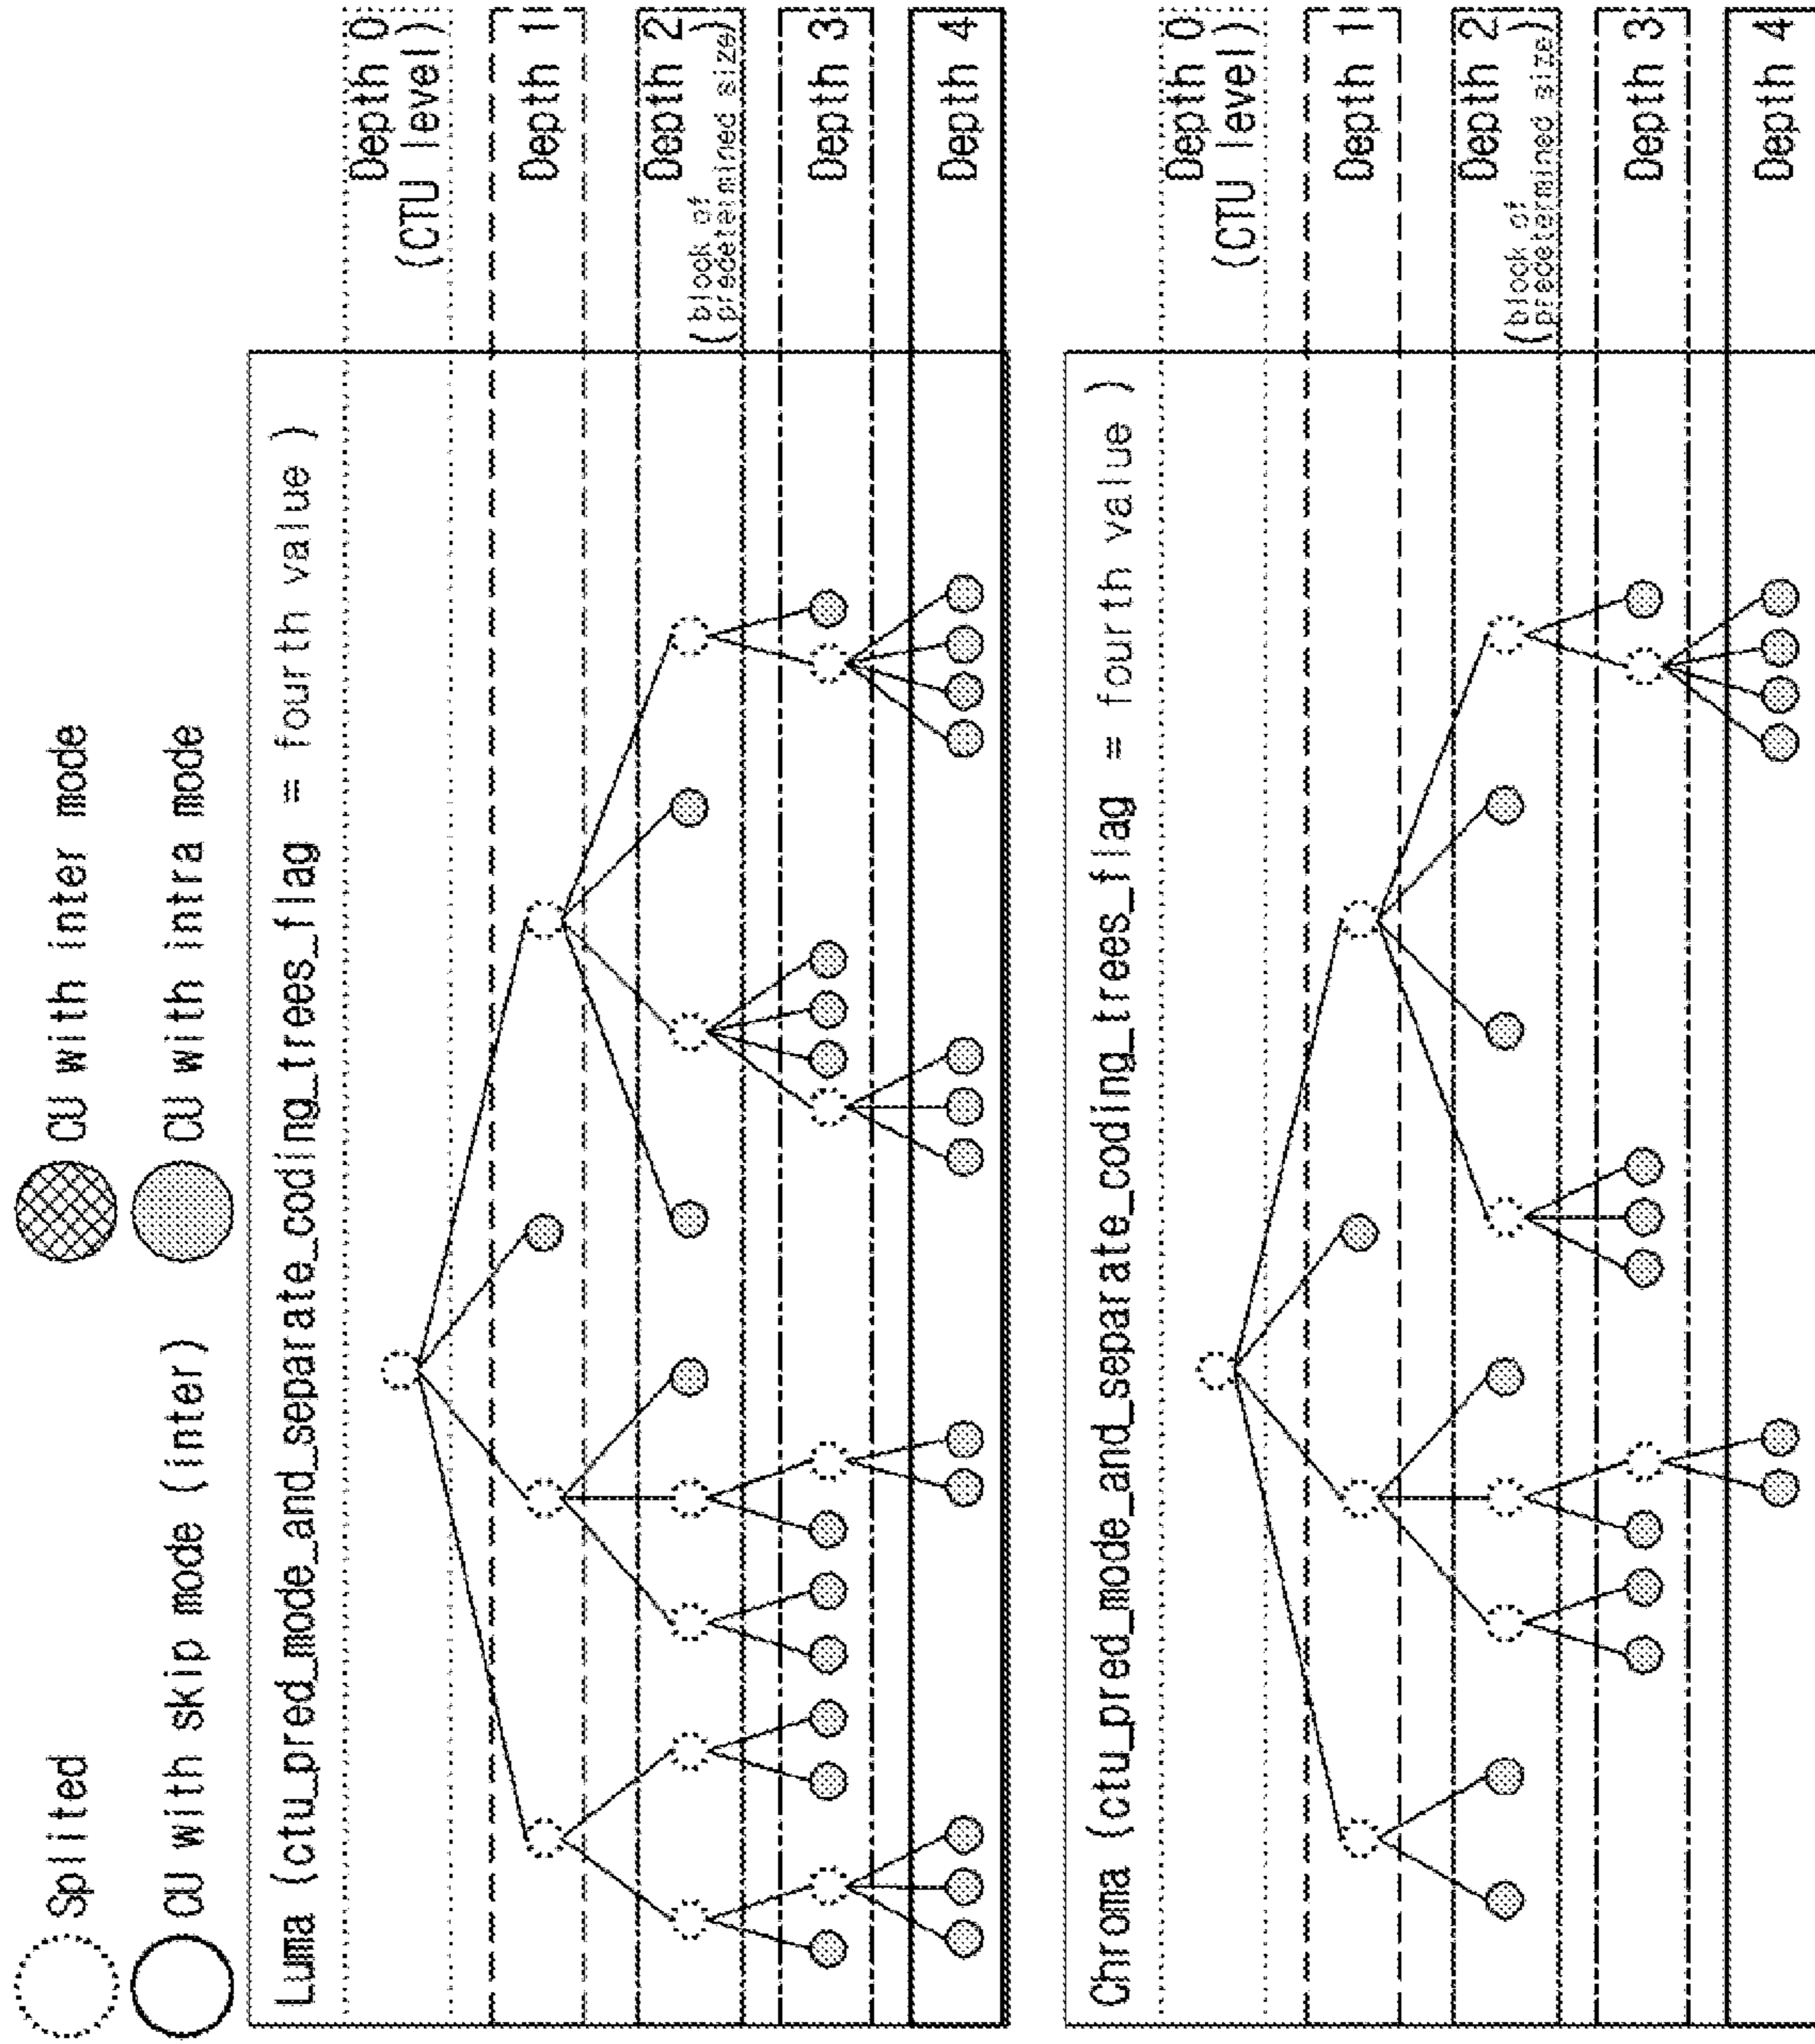 Splited
CU with inter mode
CU with skip mode (inter)
CU with intra mode
Luma (ctu_pred_mode_and_separate_coding_trees_flag = fourth value )
Depth 0
(CTU level)
Depth 1
Depth 2
(block of
predetermined size)
Depth 3
Depth 4
Chroma (ctu_pred_mode_and_separate_coding_trees_flag = fourth value )
Depth 0
(CTU level)
Depth 1
Depth 2
(block of
predetermined size)
Depth 3
Depth 4